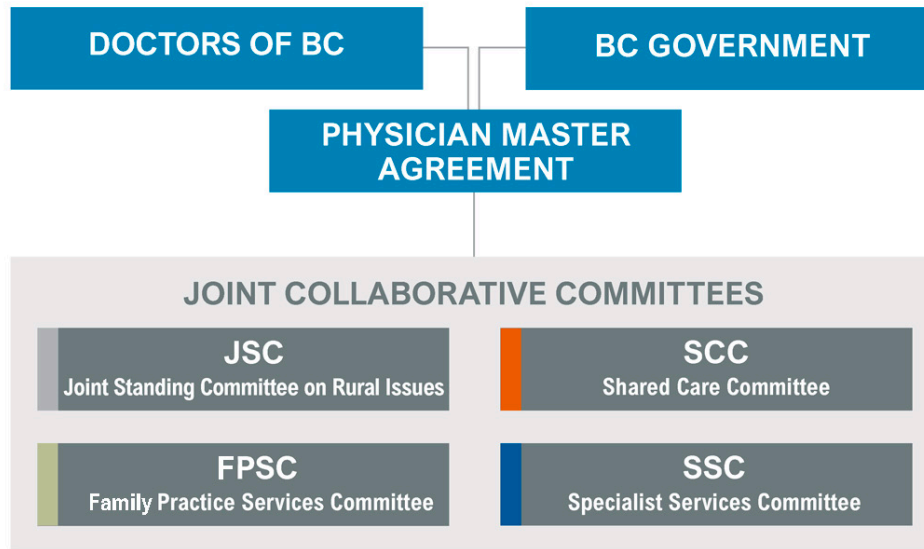 DOCTORS OF BC
BC GOVERNMENT
PHYSICIAN MASTER
AGREEMENT
JOINT COLLABORATIVE COMMITTEES
JSC
Joint Standing Committee on Rural Issues
SCC
Shared Care Committee
FPSC
Family Practice Services Committee
SSC
Specialist Services Committee